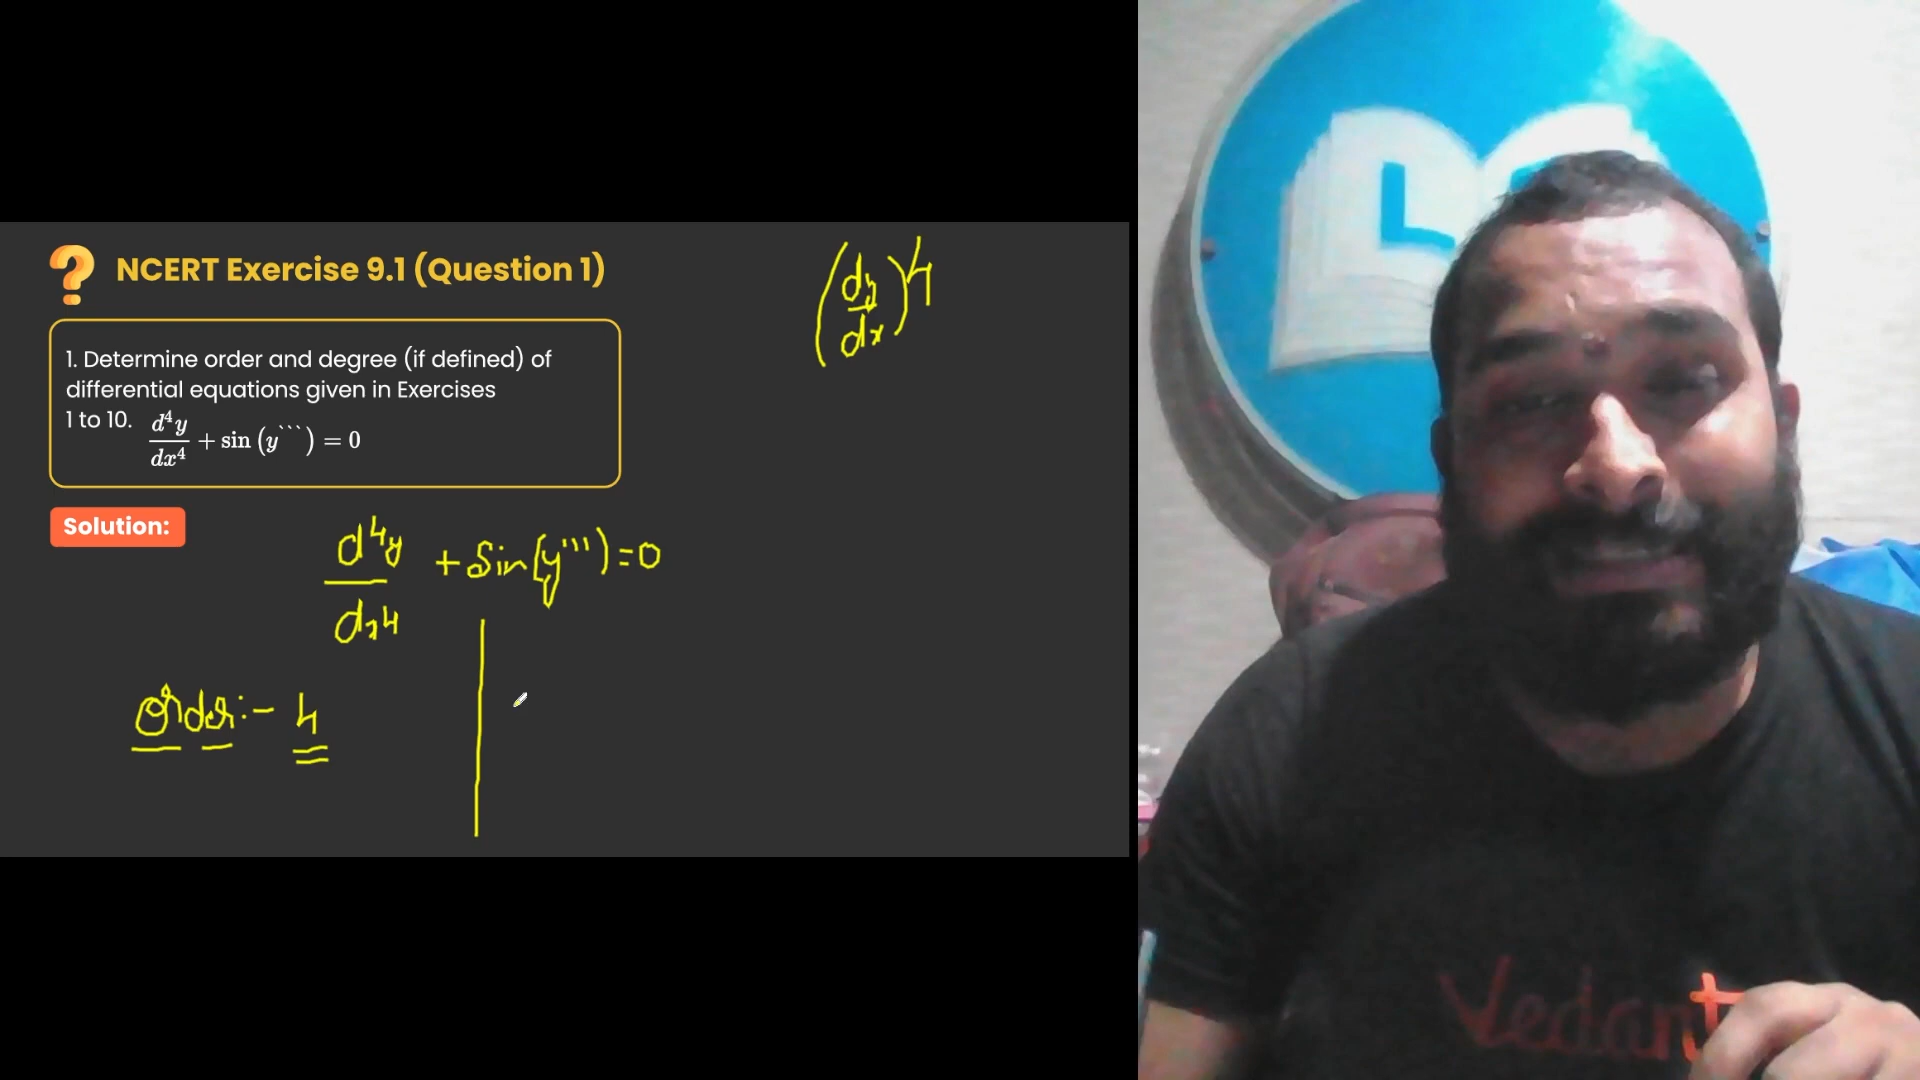 NCERT Exercise 9.1 (Question 1)
1. Determine order and degree (if defined) of
differential equations given in Exercises
1 to 10. d⁴y/dx⁴ + sin (y```) = 0
Solution:
(dy/dx)4
d⁴y/dx4 + Sin(y''') = 0
Order:- 4
Vedant